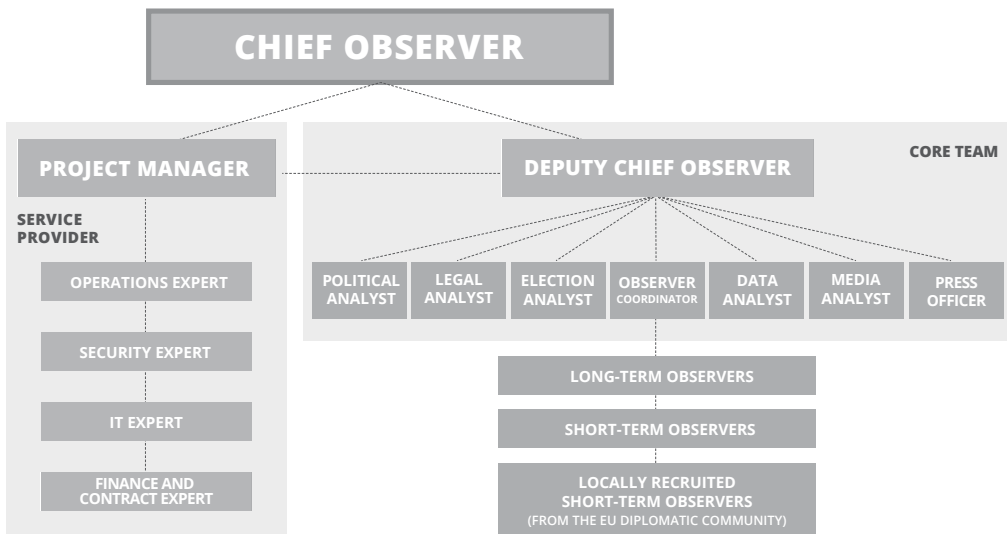 CHIEF OBSERVER
PROJECT MANAGER
DEPUTY CHIEF OBSERVER
CORE TEAM
SERVICE
PROVIDER
OPERATIONS EXPERT
SECURITY EXPERT
IT EXPERT
FINANCE AND
CONTRACT EXPERT
POLITICAL
ANALYST
LEGAL
ANALYST
ELECTION
ANALYST
OBSERVER
COORDINATOR
DATA
ANALYST
MEDIA
ANALYST
PRESS
OFFICER
LONG-TERM OBSERVERS
SHORT-TERM OBSERVERS
LOCALLY RECRUITED
SHORT-TERM OBSERVERS
(FROM THE EU DIPLOMATIC COMMUNITY)